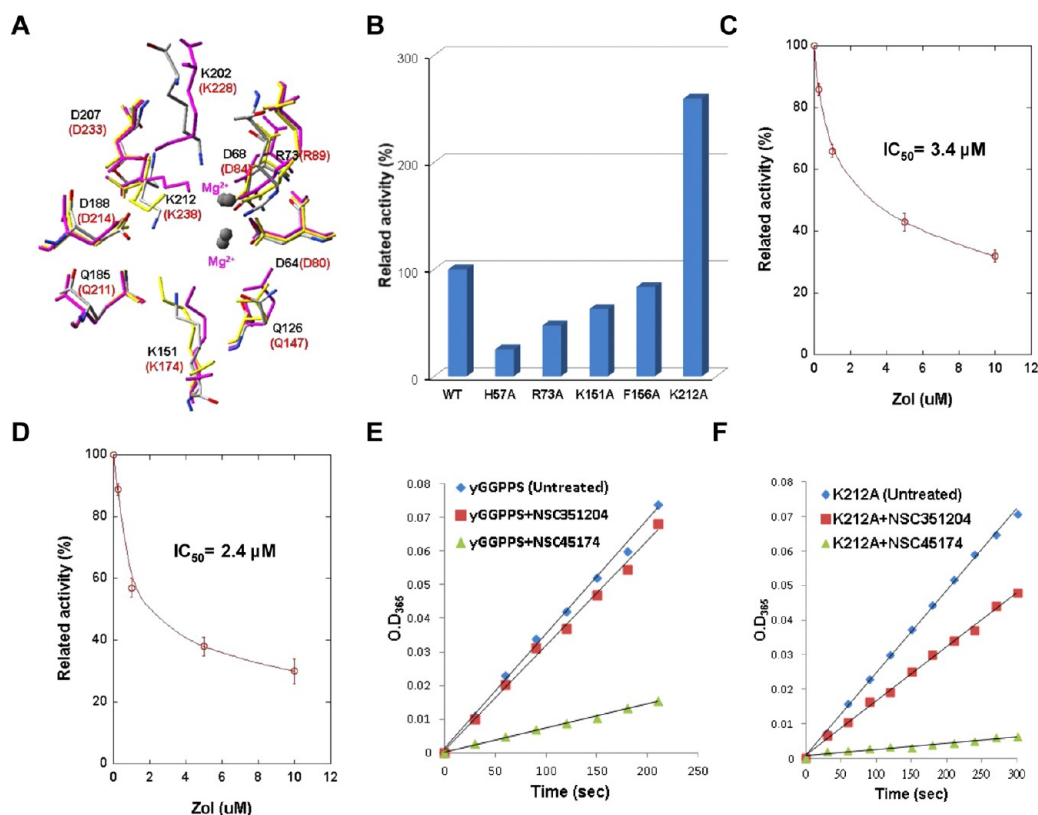 A
K202
(K228)
D207
(D233)
D68
(D84)
R73(R89)
Mg2+
K212
(K238)
D188
(D214)
Mg2+
D64(D80)
Q185
(Q211)
Q126
(Q147)
K151
(K174)
B
Related activity (%)
300
200
100
0
WT H57A R73A K151A F156A K212A
C
Related activity (%)
100
80
60
40
20
0
IC50= 3.4 µM
0 2 4 6 8 10 12
Zol (uM)
D
Related activity (%)
100
80
60
40
20
0
IC50= 2.4 µM
0 2 4 6 8 10 12
Zol (uM)
E
O.D365
0.08
0.07
0.06
0.05
0.04
0.03
0.02
0.01
0
yGGPPS (Untreated)
yGGPPS+NSC351204
yGGPPS+NSC45174
0 50 100 150 200 250
Time (sec)
F
O.D365
0.08
0.07
0.06
0.05
0.04
0.03
0.02
0.01
0
K212A (Untreated)
K212A+NSC351204
K212A+NSC45174
0 50 100 150 200 250 300
Time (sec)